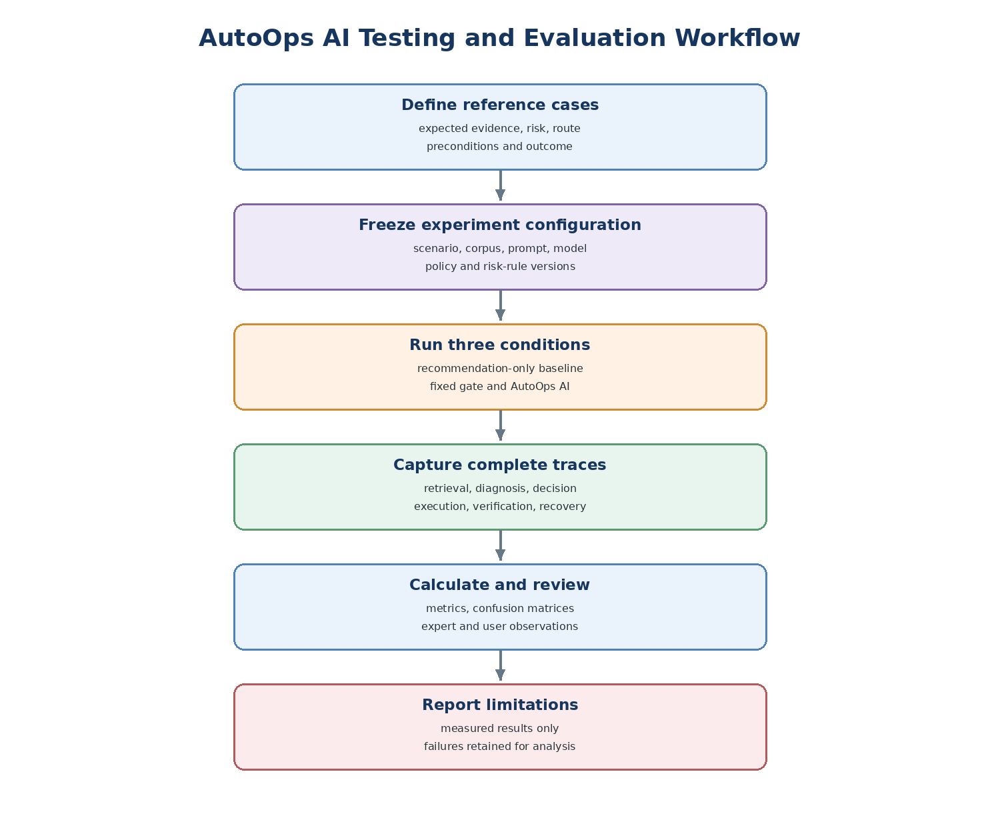 AutoOps AI Testing and Evaluation Workflow
Define reference cases
expected evidence, risk, route
preconditions and outcome
Freeze experiment configuration
scenario, corpus, prompt, model
policy and risk-rule versions
Run three conditions
recommendation-only baseline
fixed gate and AutoOps AI
Capture complete traces
retrieval, diagnosis, decision
execution, verification, recovery
Calculate and review
metrics, confusion matrices
expert and user observations
Report limitations
measured results only
failures retained for analysis